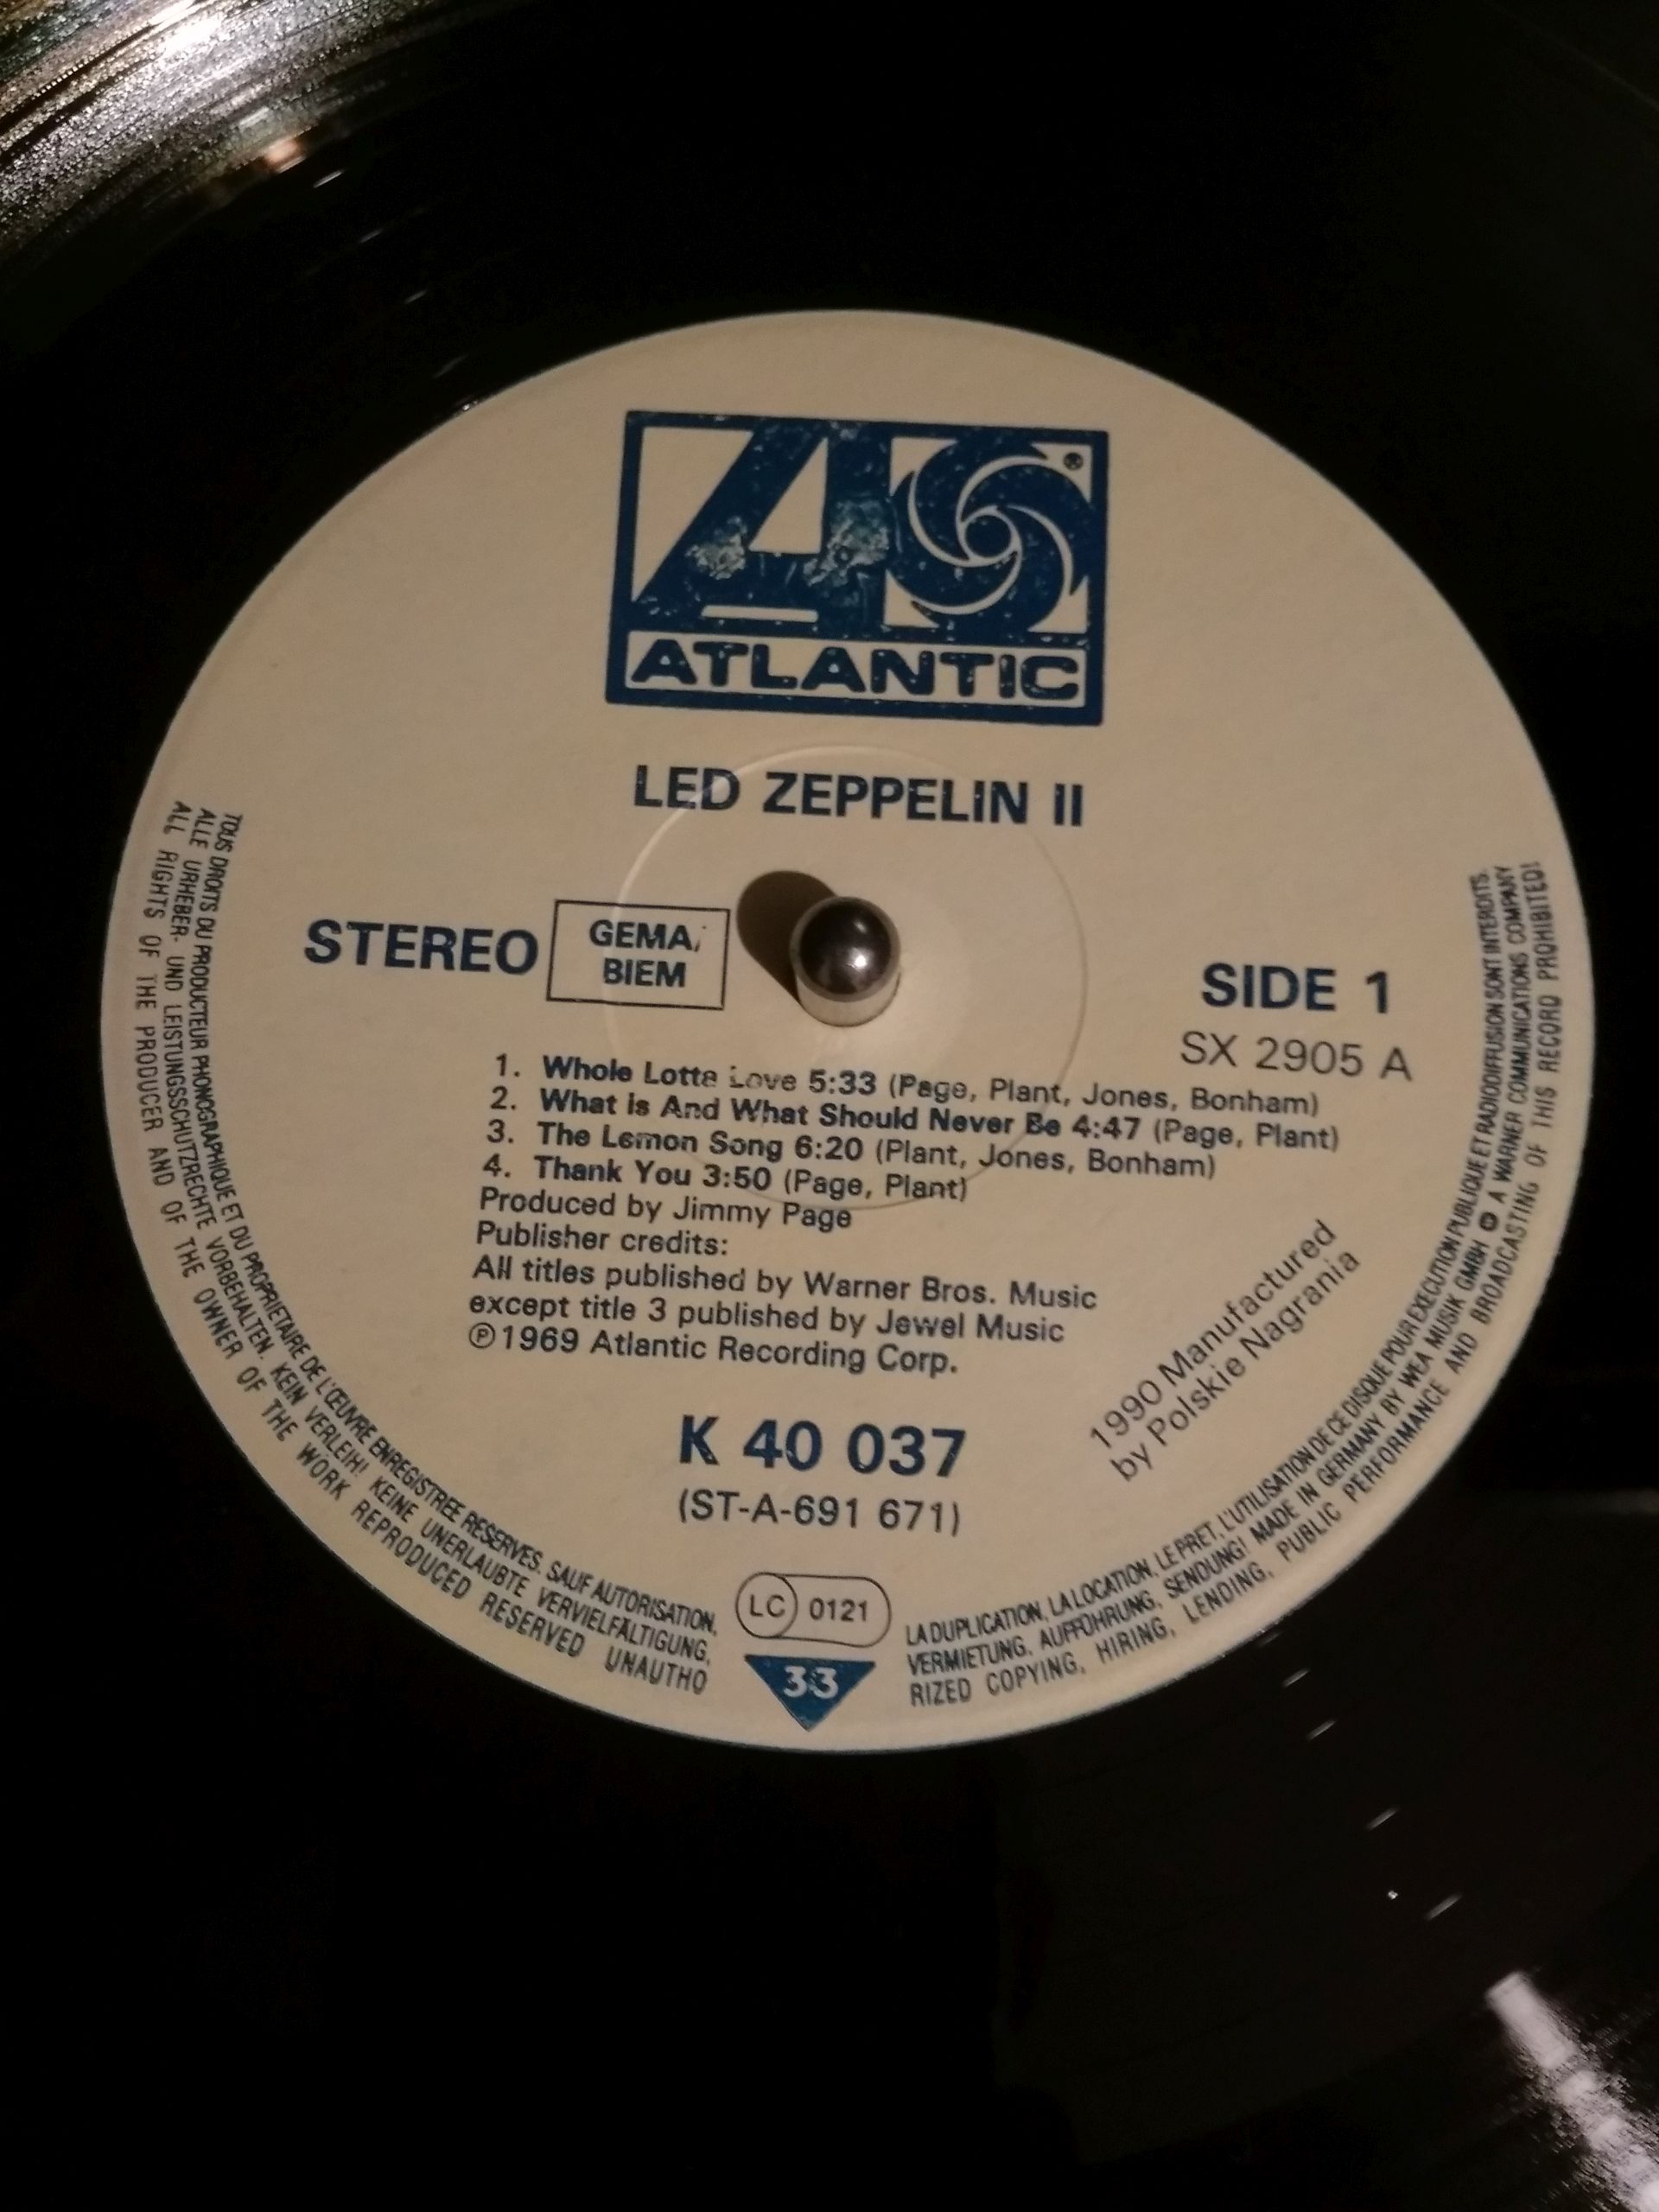 ATLANTIC
®
LED ZEPPELIN II
STEREO
GEMA/
BIEM
SIDE 1
SX 2905 A
1. Whole Lotta Love 5:33 (Page, Plant, Jones, Bonham)
2. What is And What Should Never Be 4:47 (Page, Plant)
3. The Lemon Song 6:20 (Plant, Jones, Bonham)
4. Thank You 3:50 (Page, Plant)
Produced by Jimmy Page
Publisher credits:
All titles published by Warner Bros. Music
except title 3 published by Jewel Music
℗1969 Atlantic Recording Corp.
1990 Manufactured
by Polskie Nagrania
K 40 037
(ST-A-691 671)
LC 0121
33
TOUS DROITS DU PRODUCTEUR PHONOGRAPHIQUE ET DU PROPRIETAIRE DE L'ŒUVRE ENREGISTREE RESERVES. SAUF AUTORISATION, LA DUPLICATION, LA LOCATION, LE PRET, L'UTILISATION DE CE DISQUE POUR EXECUTION PUBLIQUE ET RADIODIFFUSION SONT INTERDITS.
ALLE URHEBER- UND LEISTUNGSSCHUTZRECHTE VORBEHALTEN. KEIN VERLEIH! KEINE UNERLAUBTE VERVIELFÄLTIGUNG, VERMIETUNG, AUFFÜHRUNG, SENDUNG! MADE IN GERMANY BY WEA MUSIK GMBH A WARNER COMMUNICATIONS COMPANY
ALL RIGHTS OF THE PRODUCER AND OF THE OWNER OF THE WORK REPRODUCED RESERVED UNAUTHORIZED COPYING, HIRING, LENDING, PUBLIC PERFORMANCE AND BROADCASTING OF THIS RECORD PROHIBITED!